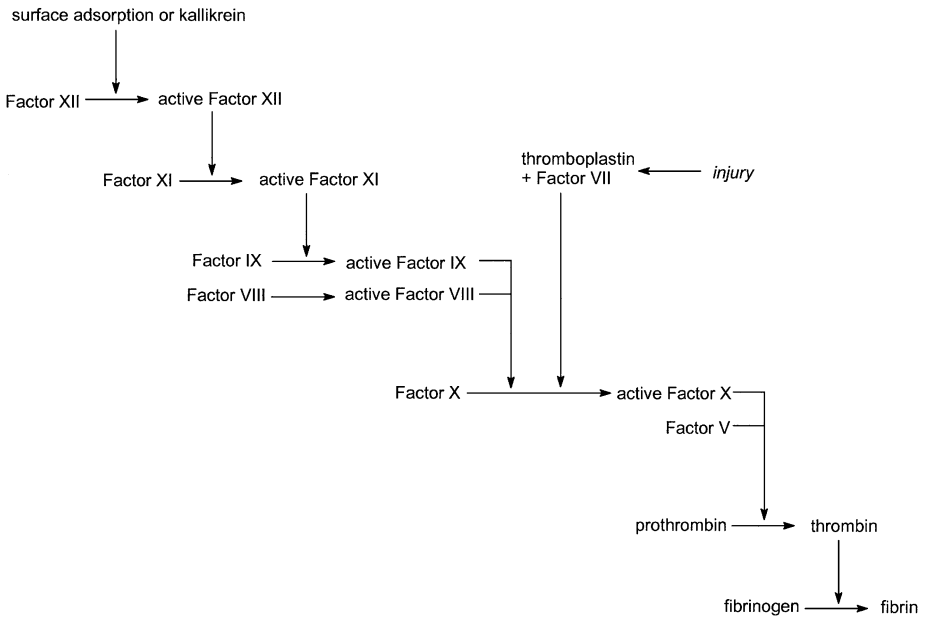 surface adsorption or kallikrein
Factor XII
active Factor XII
thromboplastin
+ Factor VII
injury
Factor XI
active Factor XI
Factor IX
active Factor IX
Factor VIII
active Factor VIII
Factor X
active Factor X
Factor V
prothrombin
thrombin
fibrinogen
fibrin